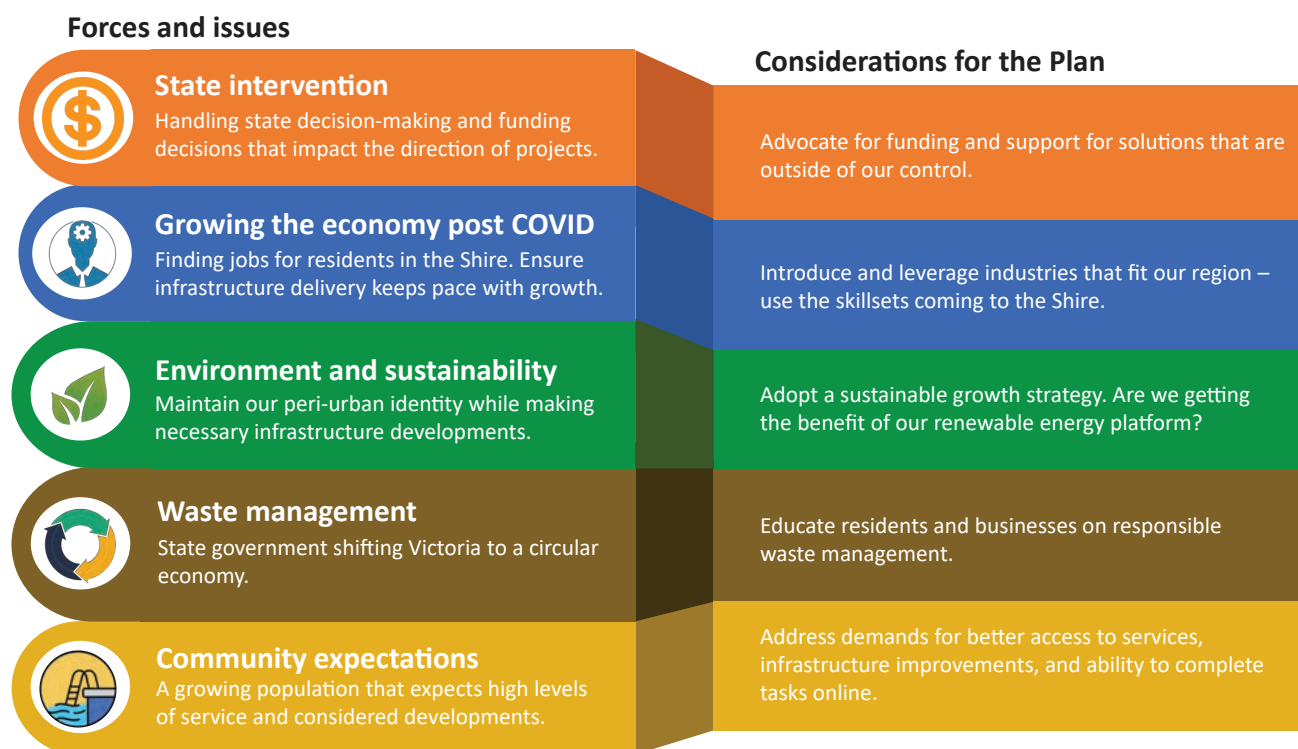 Forces and issues
Considerations for the Plan
State intervention
Handling state decision-making and funding
decisions that impact the direction of projects.
Advocate for funding and support for solutions that are
outside of our control.
Growing the economy post COVID
Finding jobs for residents in the Shire. Ensure
infrastructure delivery keeps pace with growth.
Introduce and leverage industries that fit our region –
use the skillsets coming to the Shire.
Environment and sustainability
Maintain our peri-urban identity while making
necessary infrastructure developments.
Adopt a sustainable growth strategy. Are we getting
the benefit of our renewable energy platform?
Waste management
State government shifting Victoria to a circular
economy.
Educate residents and businesses on responsible
waste management.
Community expectations
A growing population that expects high levels
of service and considered developments.
Address demands for better access to services,
infrastructure improvements, and ability to complete
tasks online.